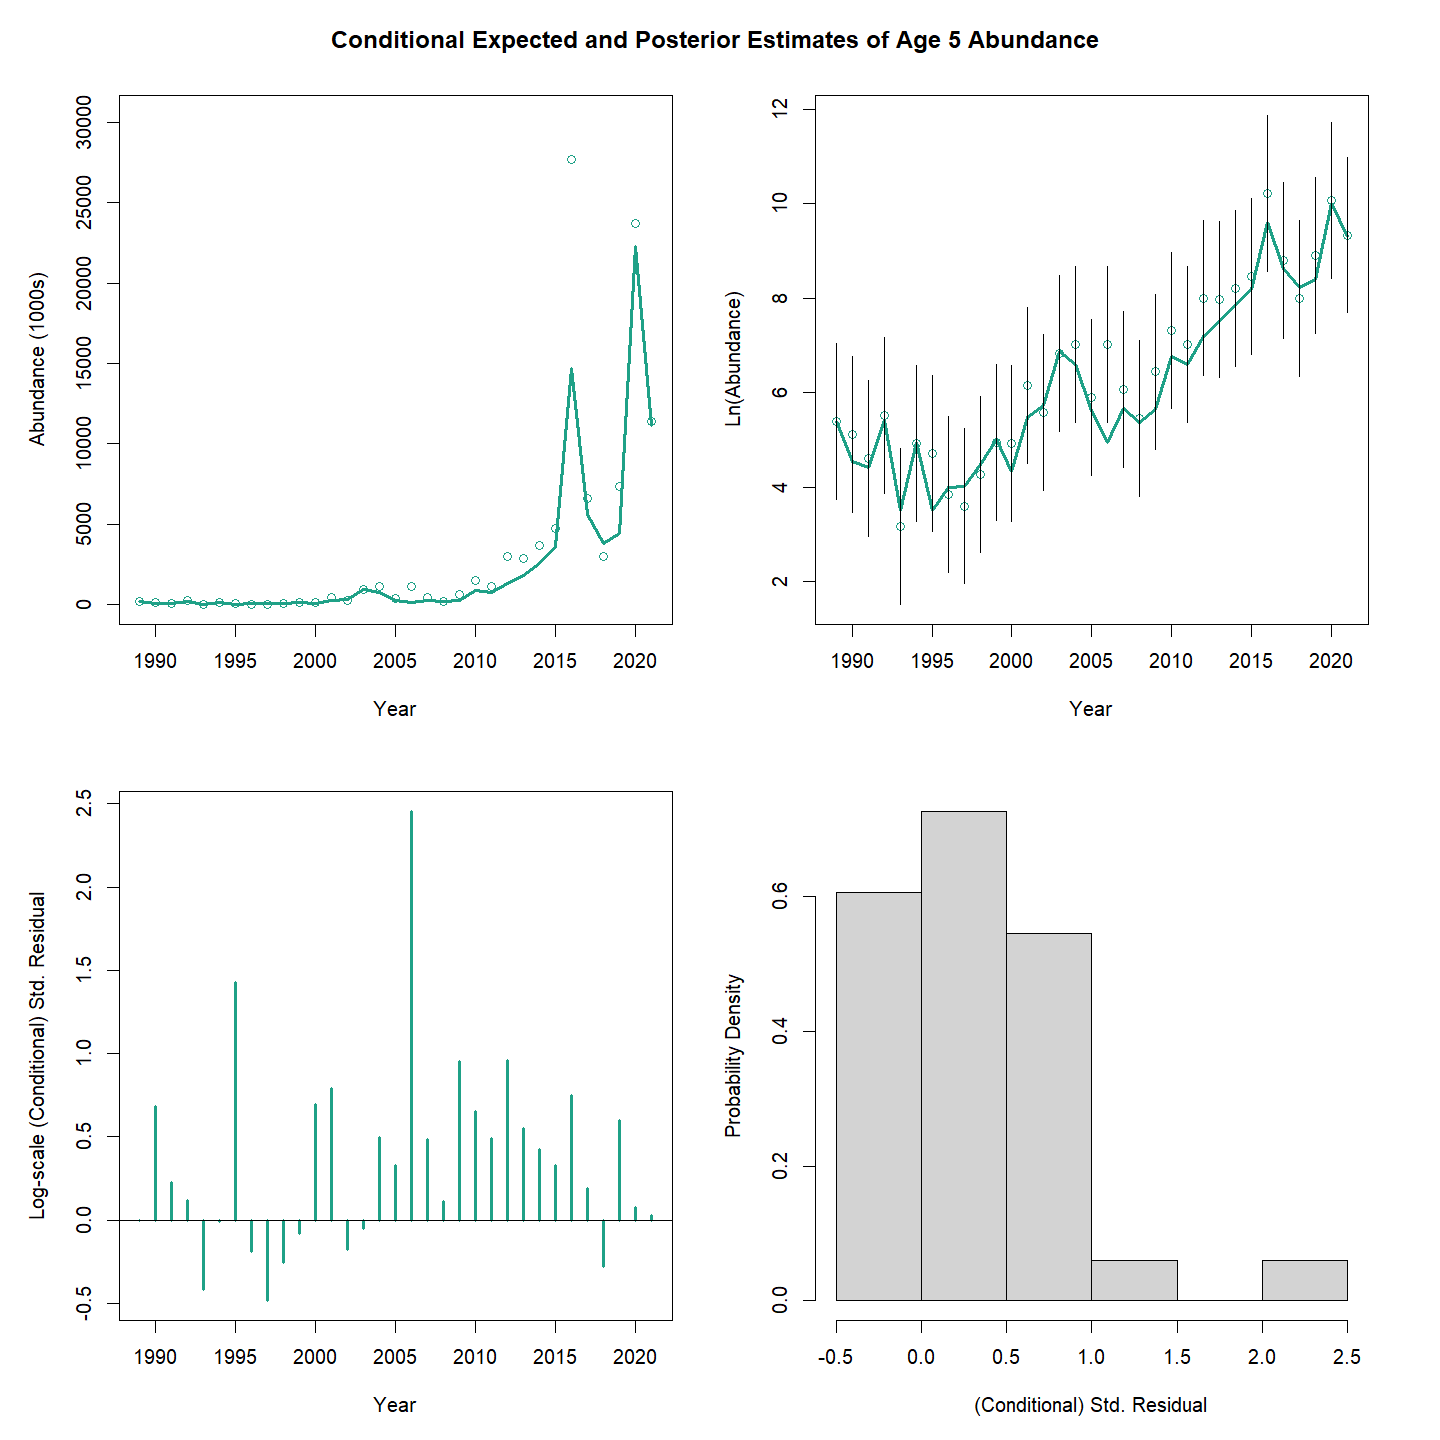 Conditional Expected and Posterior Estimates of Age 5 Abundance
Abundance (1000s)
30000
25000
20000
15000
10000
5000
0
1990 1995 2000 2005 2010 2015 2020
Year
Ln(Abundance)
12
10
8
6
4
2
1990 1995 2000 2005 2010 2015 2020
Year
Log-scale (Conditional) Std. Residual
2.5
2.0
1.5
1.0
0.5
0.0
-0.5
1990 1995 2000 2005 2010 2015 2020
Year
Probability Density
0.6
0.4
0.2
0.0
-0.5 0.0 0.5 1.0 1.5 2.0 2.5
(Conditional) Std. Residual